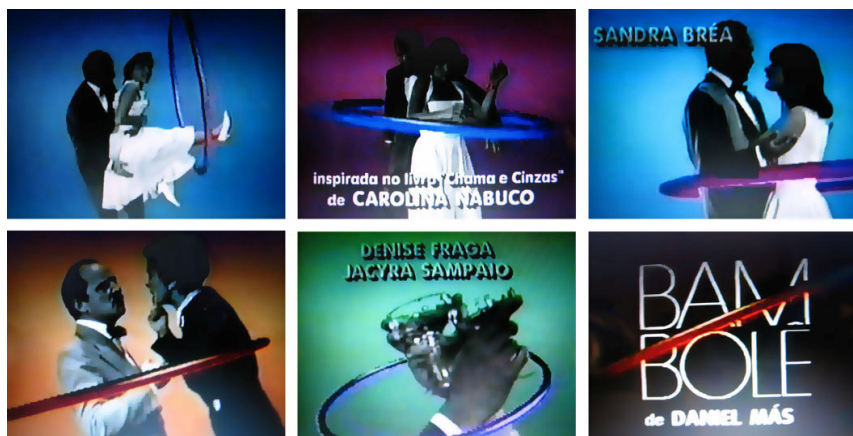 inspirada no livro "Chama e Cinzas"
de CAROLINA NABUCO
SANDRA BRÉA
DENISE FRAGA
JACYRA SAMPAIO
BAM
BOLÊ
de DANIEL MÁS